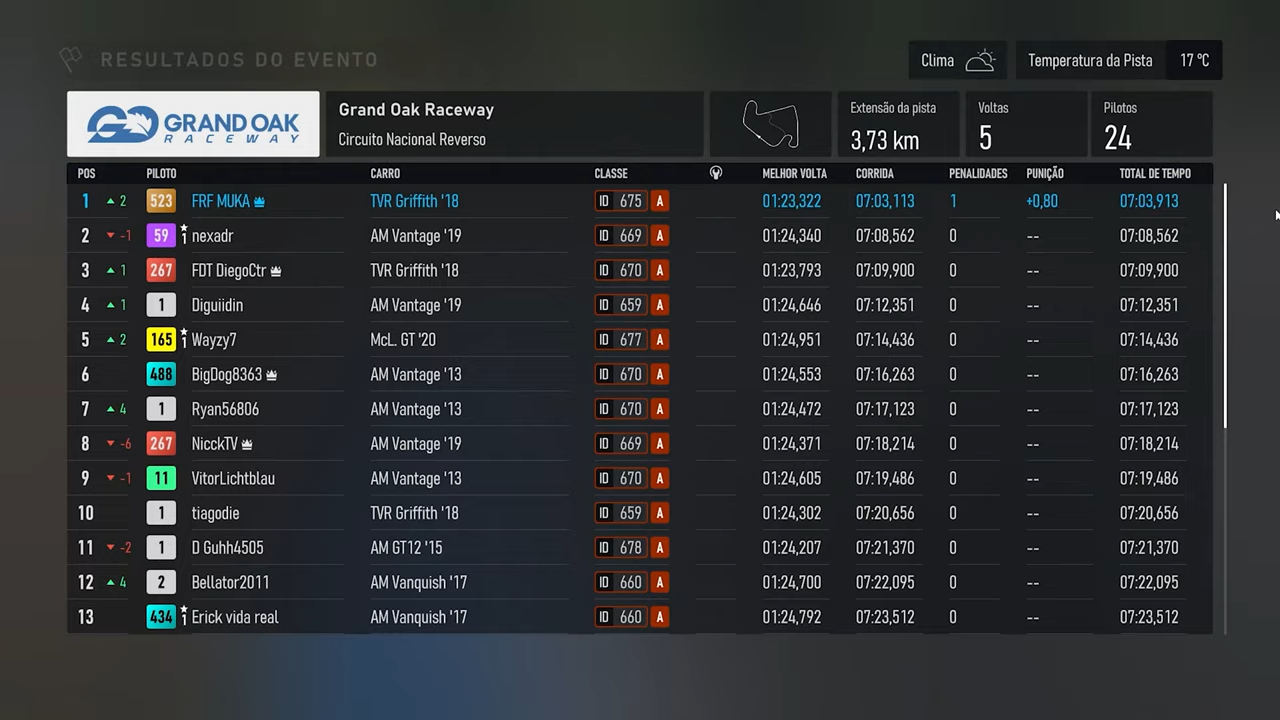 RESULTADOS DO EVENTO
Clima
Temperatura da Pista 17 ºC
GRAND OAK
RACEWAY
Grand Oak Raceway
Circuito Nacional Reverso
Extensão da pista
3,73 km
Voltas
5
Pilotos
24
POS PILOTO CARRO CLASSE MELHOR VOLTA CORRIDA PENALIDADES PUNIÇÃO TOTAL DE TEMPO
1 2 523 FRF MUKA TVR Griffith '18 ID 675 A 01:23,322 07:03,113 1 +0,80 07:03,913
2 -1 59 1 nexadr AM Vantage '19 ID 669 A 01:24,340 07:08,562 0 -- 07:08,562
3 1 267 FDT DiegoCtr TVR Griffith '18 ID 670 A 01:23,793 07:09,900 0 -- 07:09,900
4 1 1 Diguiidin AM Vantage '19 ID 659 A 01:24,646 07:12,351 0 -- 07:12,351
5 2 165 1 Wayzy7 McL. GT '20 ID 677 A 01:24,951 07:14,436 0 -- 07:14,436
6 488 BigDog8363 AM Vantage '13 ID 670 A 01:24,553 07:16,263 0 -- 07:16,263
7 4 1 Ryan56806 AM Vantage '13 ID 670 A 01:24,472 07:17,123 0 -- 07:17,123
8 -6 267 NicckTV AM Vantage '19 ID 669 A 01:24,371 07:18,214 0 -- 07:18,214
9 -1 11 VitorLichtblau AM Vantage '13 ID 670 A 01:24,605 07:19,486 0 -- 07:19,486
10 1 tiagodie TVR Griffith '18 ID 659 A 01:24,302 07:20,656 0 -- 07:20,656
11 -2 1 D Guhh4505 AM GT12 '15 ID 678 A 01:24,207 07:21,370 0 -- 07:21,370
12 4 2 Bellator2011 AM Vanquish '17 ID 660 A 01:24,700 07:22,095 0 -- 07:22,095
13 434 1 Erick vida real AM Vanquish '17 ID 660 A 01:24,792 07:23,512 0 -- 07:23,512